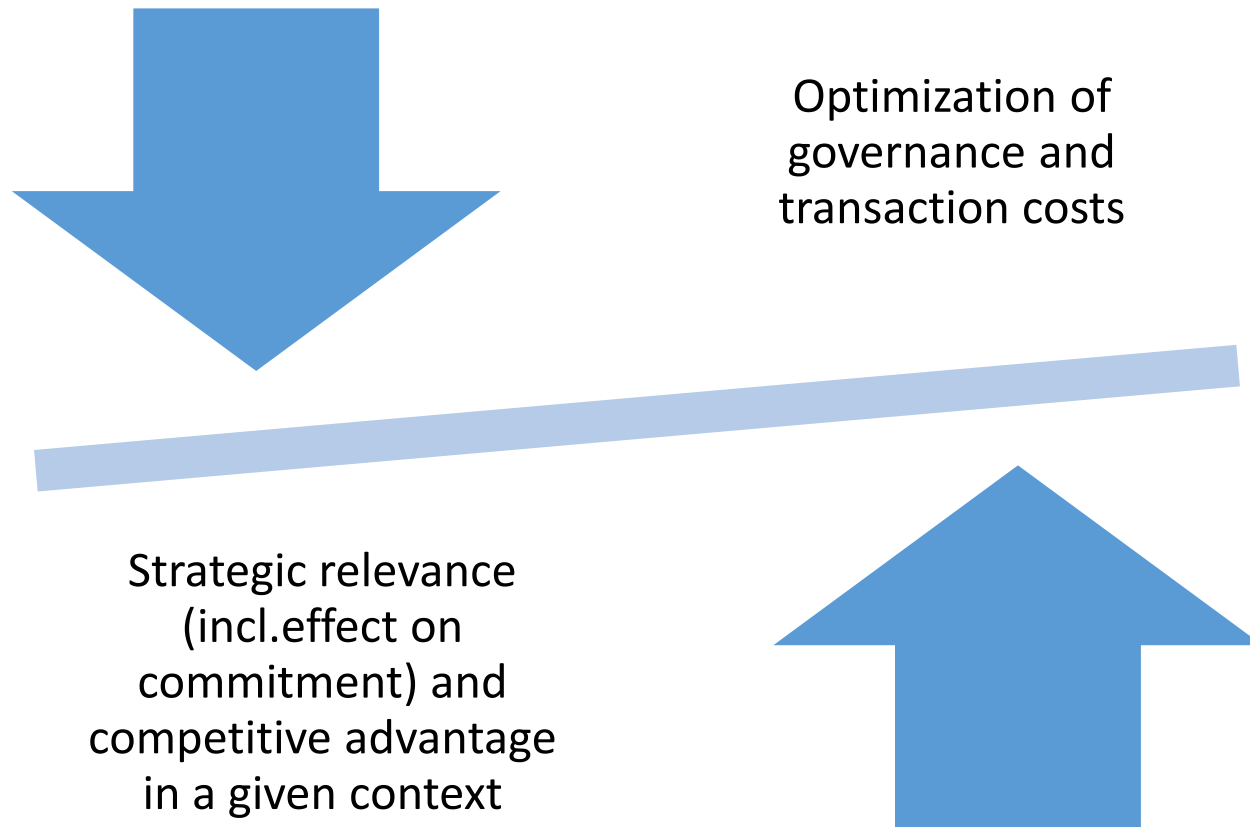 Optimization of
governance and
transaction costs
Strategic relevance
(incl.effect on
commitment) and
competitive advantage
in a given context